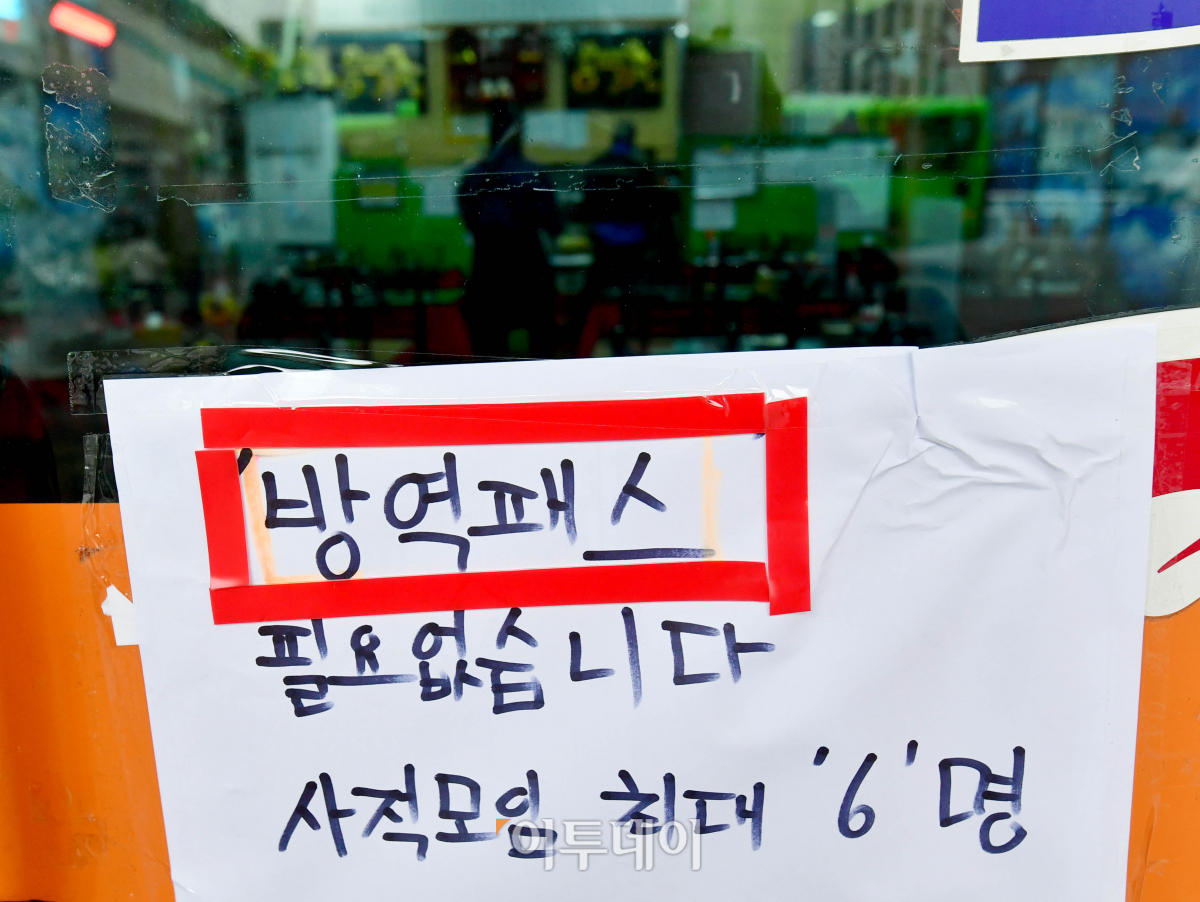 방역패스
필요없습니다
사적모임 최대 '6'명
이투데이